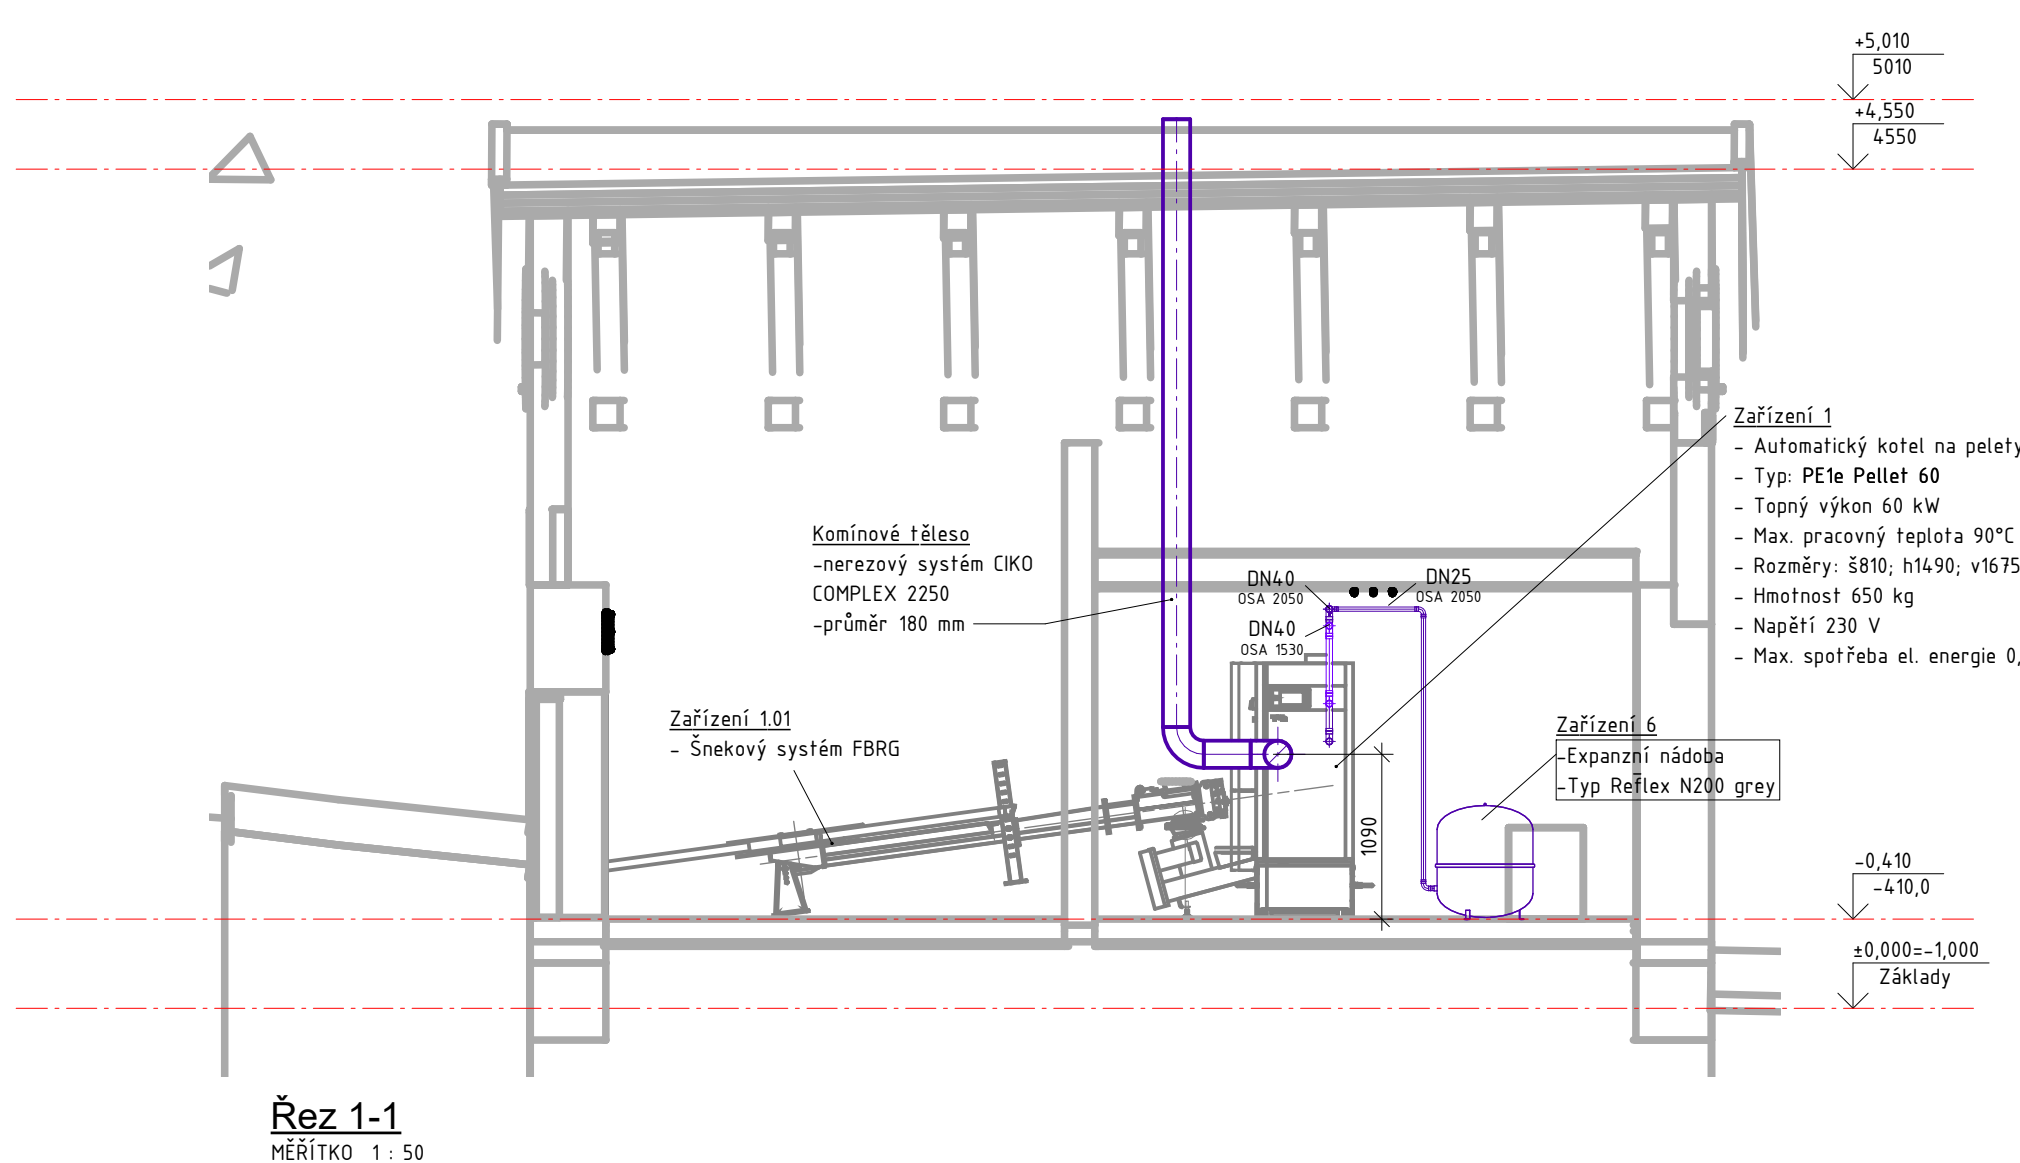 +5,010
5010
+4,550
4550
Zařízení 1
- Automatický kotel na pelety
- Typ: PE1e Pellet 60
- Topný výkon 60 kW
- Max. pracovný teplota 90°C
- Rozměry: š810; h1490; v1675
- Hmotnost 650 kg
- Napětí 230 V
- Max. spotřeba el. energie 0,
Komínové těleso
-nerezový systém CIKO
COMPLEX 2250
-průměr 180 mm
DN40
OSA 2050
DN25
OSA 2050
DN40
OSA 1530
Zařízení 1.01
- Šnekový systém FBRG
Zařízení 6
-Expanzní nádoba
-Typ Reflex N200 grey
1090
-0,410
-410,0
±0,000=-1,000
Základy
Řez 1-1
MĚŘÍTKO 1 : 50